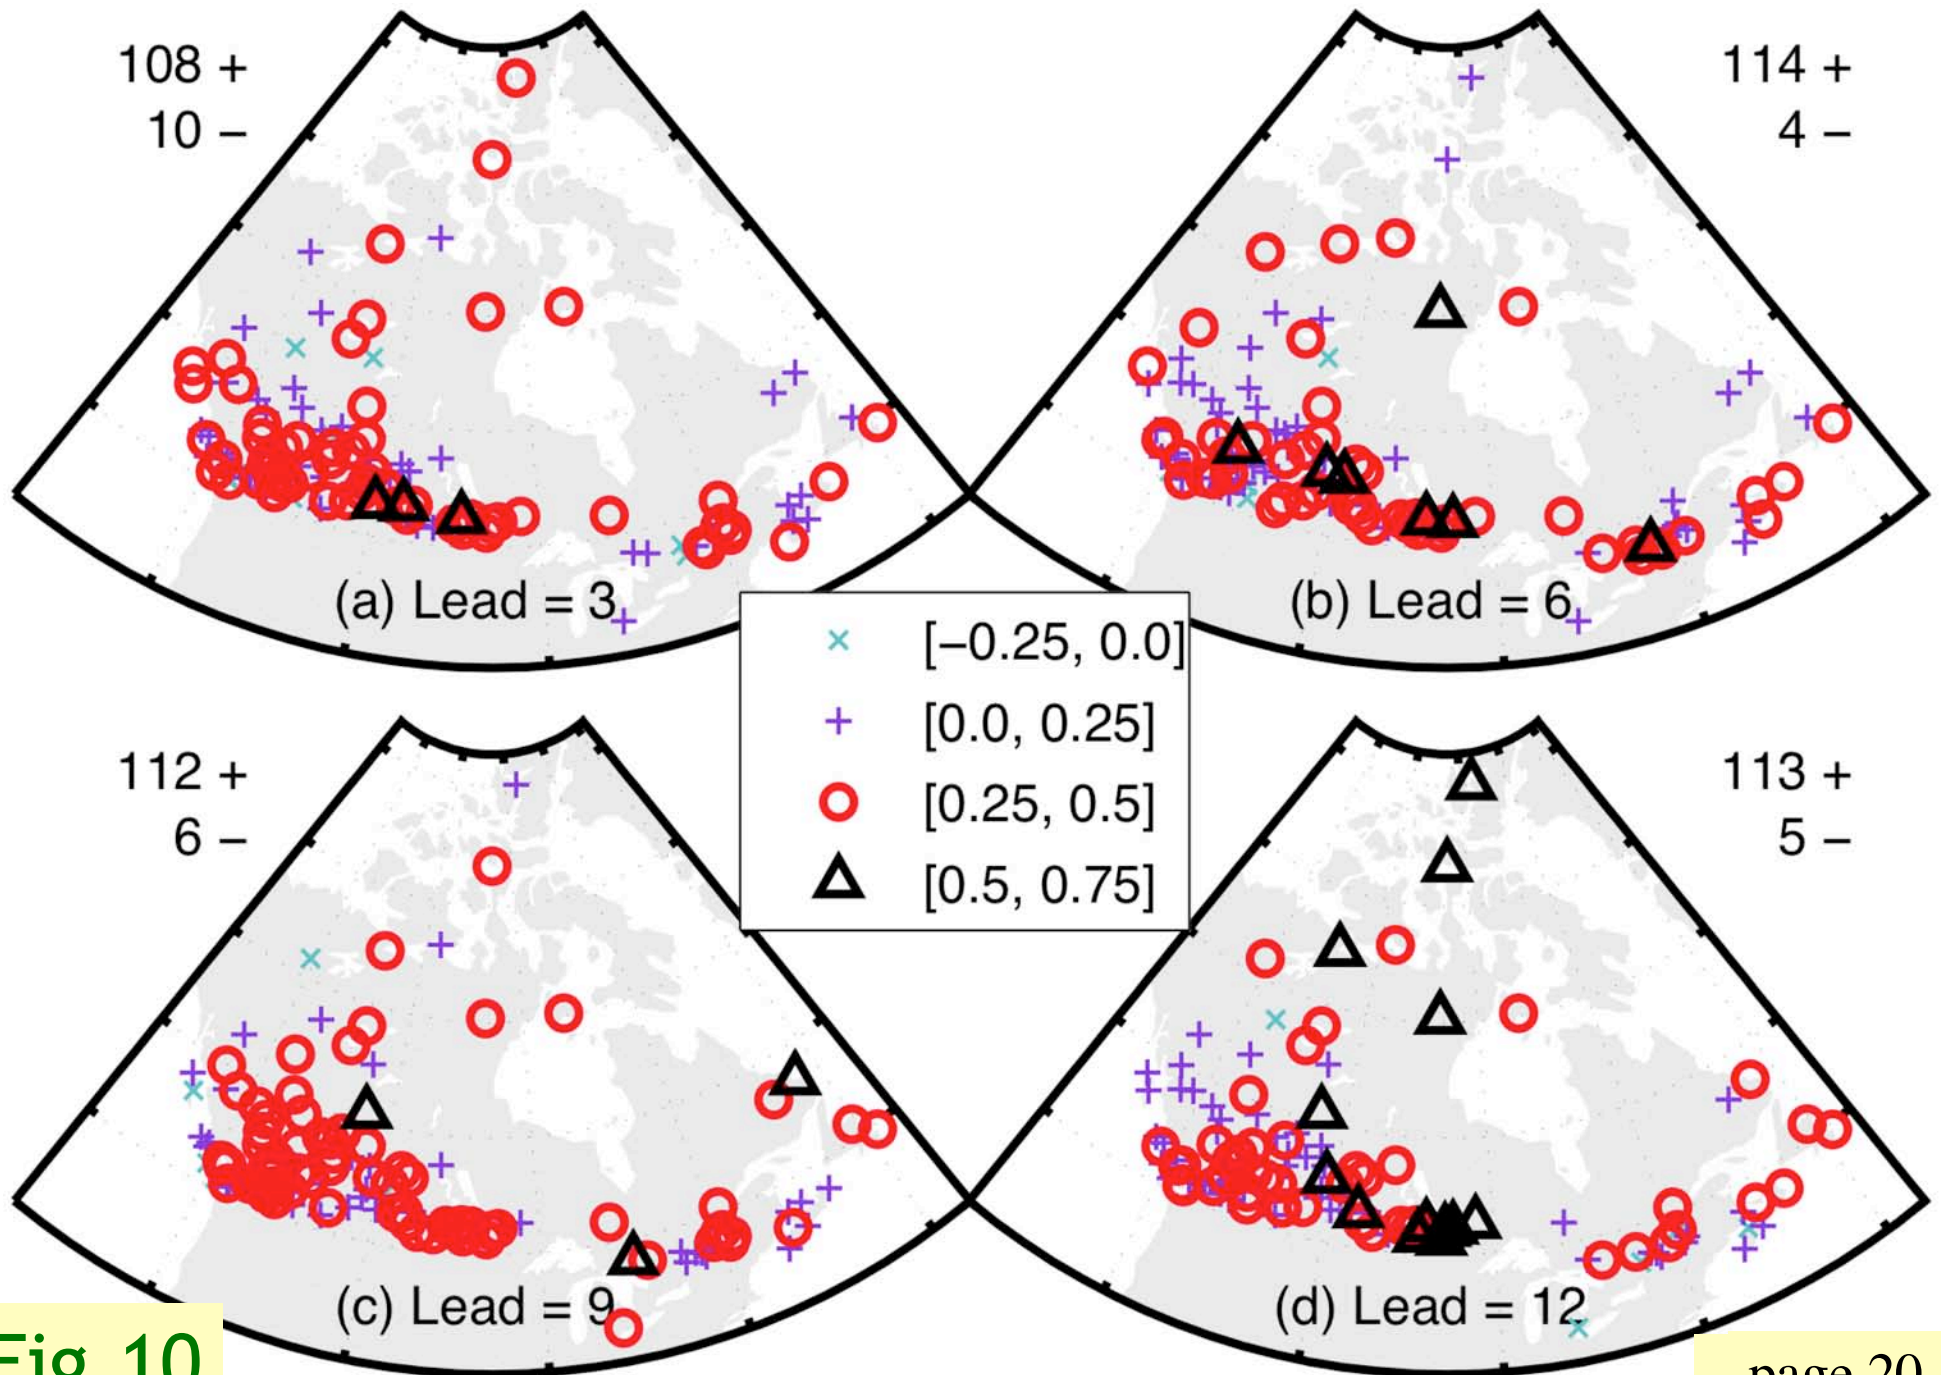 108 +
10 −
114 +
4 −
(a) Lead = 3
(b) Lead = 6
[−0.25, 0.0]
[0.0, 0.25]
[0.25, 0.5]
[0.5, 0.75]
112 +
6 −
113 +
5 −
(c) Lead = 9
(d) Lead = 12
Fig 10
page 20